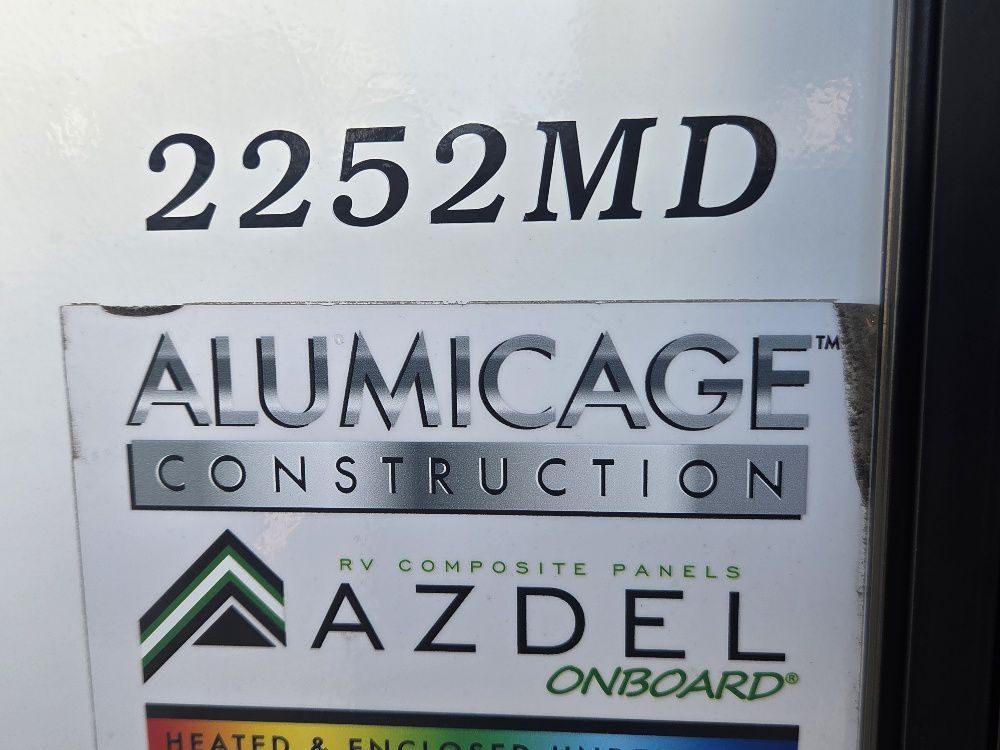 2252MD
ALUMICAGE™
CONSTRUCTION
RV COMPOSITE PANELS
AZDEL
ONBOARD®
HEATED & ENCLOSED